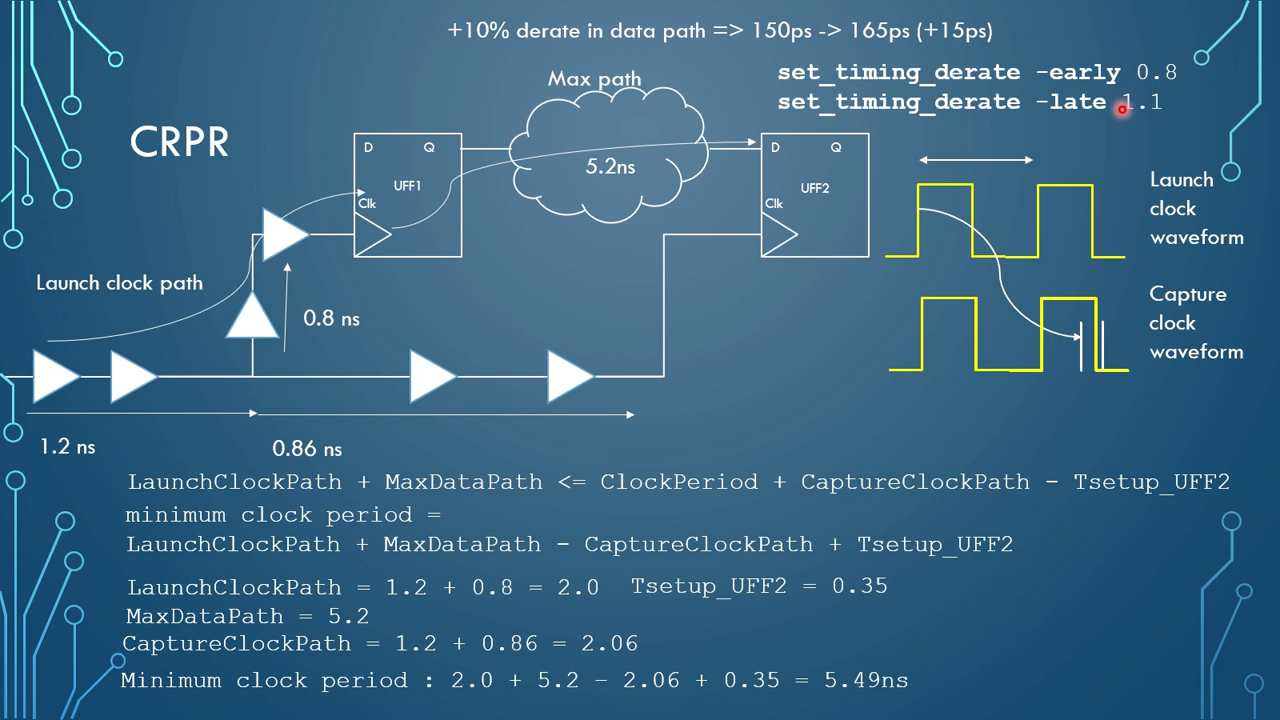 +10% derate in data path => 150ps -> 165ps (+15ps)
set_timing_derate -early 0.8
set_timing_derate -late 1.1
Max path
CRPR
D Q
UFF1
Clk
5.2ns
D Q
UFF2
Clk
Launch
clock
waveform
Launch clock path
0.8 ns
Capture
clock
waveform
1.2 ns
0.86 ns
LaunchClockPath + MaxDataPath <= ClockPeriod + CaptureClockPath - Tsetup_UFF2
minimum clock period =
LaunchClockPath + MaxDataPath - CaptureClockPath + Tsetup_UFF2
LaunchClockPath = 1.2 + 0.8 = 2.0 Tsetup_UFF2 = 0.35
MaxDataPath = 5.2
CaptureClockPath = 1.2 + 0.86 = 2.06
Minimum clock period : 2.0 + 5.2 – 2.06 + 0.35 = 5.49ns